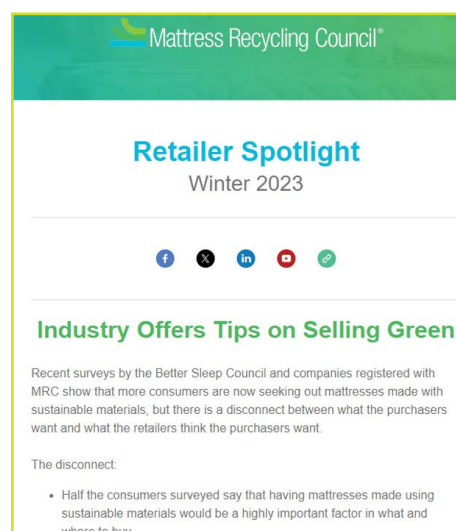 Mattress Recycling Council®
Retailer Spotlight
Winter 2023
Industry Offers Tips on Selling Green
Recent surveys by the Better Sleep Council and companies registered with
MRC show that more consumers are now seeking out mattresses made with
sustainable materials, but there is a disconnect between what the purchasers
want and what the retailers think the purchasers want.
The disconnect:
• Half the consumers surveyed say that having mattresses made using
sustainable materials would be a highly important factor in what and
where to buy